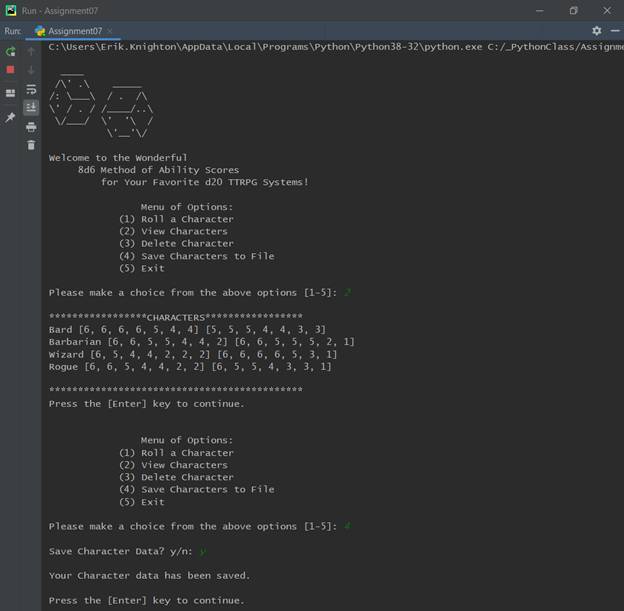 Run - Assignment07
Run: Assignment07
C:\Users\Erik.Knighton\AppData\Local\Programs\Python\Python38-32\python.exe C:/_PythonClass/Assignme
Welcome to the Wonderful
8d6 Method of Ability Scores
for Your Favorite d20 TTRPG Systems!
Menu of Options:
(1) Roll a Character
(2) View Characters
(3) Delete Character
(4) Save Characters to File
(5) Exit
Please make a choice from the above options [1-5]: 2
*****************CHARACTERS*****************
Bard [6, 6, 6, 6, 5, 4, 4] [5, 5, 5, 4, 4, 3, 3]
Barbarian [6, 6, 5, 5, 4, 4, 2] [6, 6, 5, 5, 5, 2, 1]
Wizard [6, 5, 4, 4, 2, 2, 2] [6, 6, 6, 6, 5, 3, 1]
Rogue [6, 6, 5, 4, 4, 2, 2] [6, 5, 5, 4, 3, 3, 1]
********************************************
Press the [Enter] key to continue.
Menu of Options:
(1) Roll a Character
(2) View Characters
(3) Delete Character
(4) Save Characters to File
(5) Exit
Please make a choice from the above options [1-5]: 4
Save Character Data? y/n: y
Your Character data has been saved.
Press the [Enter] key to continue.